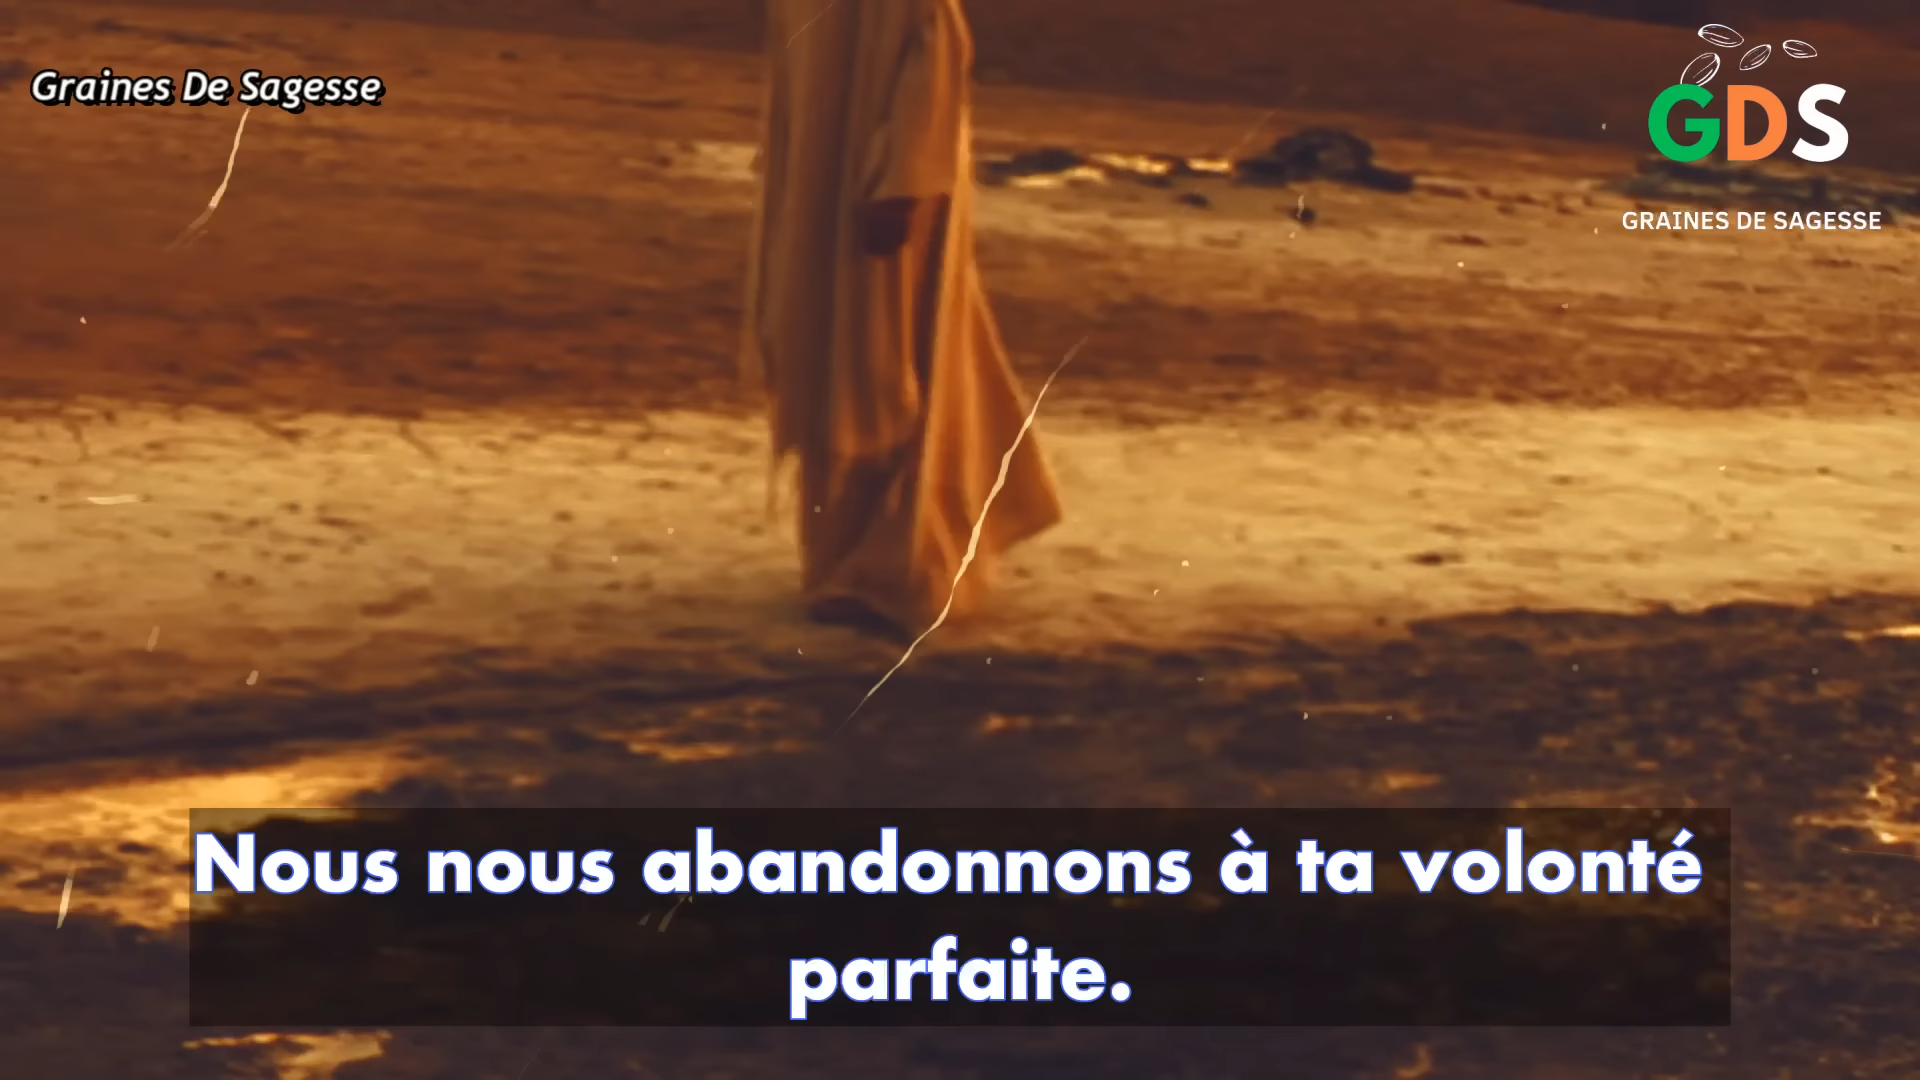 Graines De Sagesse
GDS
GRAINES DE SAGESSE
Nous nous abandonnons à ta volonté
parfaite.